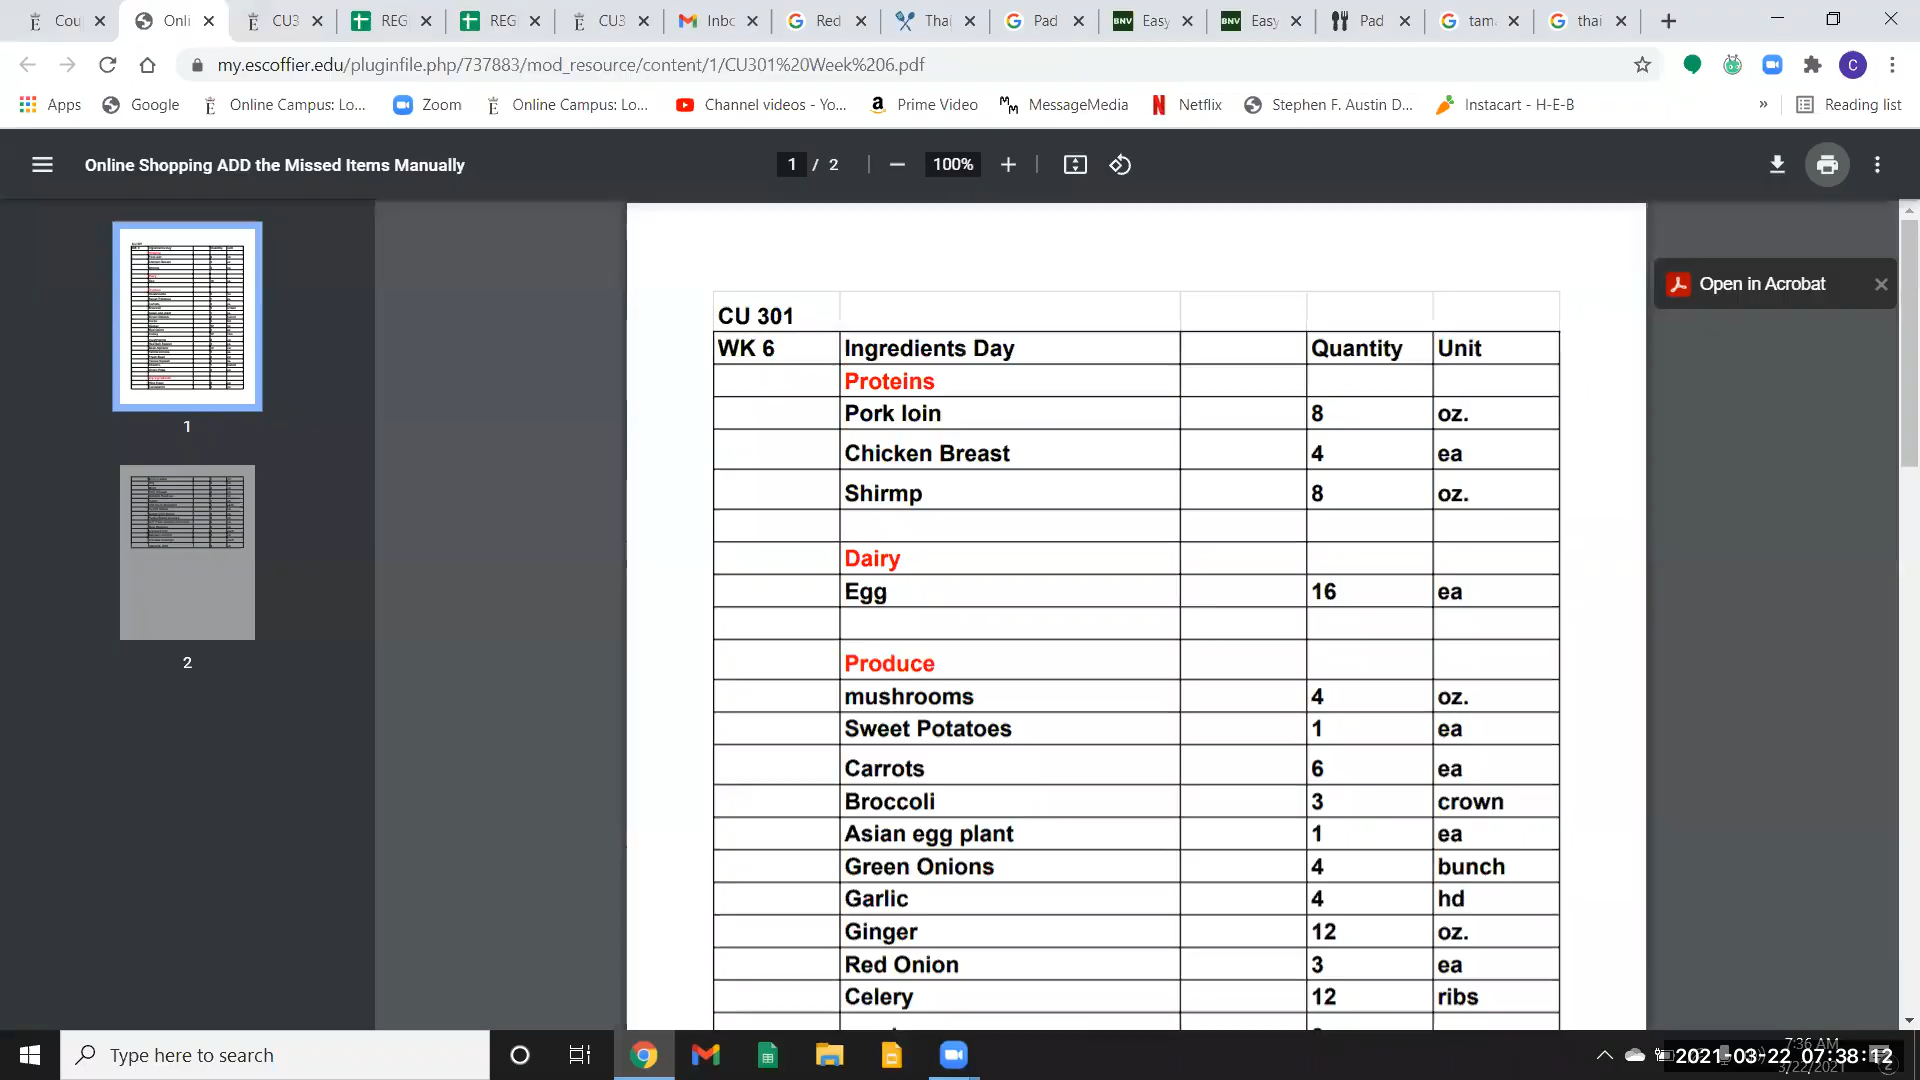 Cou
Onli
CU3
REG
REG
CU3
Inbc
Red
Thai
Pad
Easy
Easy
Pad
tam
thai
my.escoffier.edu/pluginfile.php/737883/mod_resource/content/1/CU301%20Week%206.pdf
C
Apps
Google
Online Campus: Lo...
Zoom
Online Campus: Lo...
Channel videos - Yo...
Prime Video
MessageMedia
Netflix
Stephen F. Austin D...
Instacart - H-E-B
»
Reading list
Online Shopping ADD the Missed Items Manually
1 / 2
100%
Open in Acrobat
1
2
CU 301
WK 6 Ingredients Day Quantity Unit
Proteins
Pork loin 8 oz.
Chicken Breast 4 ea
Shirmp 8 oz.
Dairy
Egg 16 ea
Produce
mushrooms 4 oz.
Sweet Potatoes 1 ea
Carrots 6 ea
Broccoli 3 crown
Asian egg plant 1 ea
Green Onions 4 bunch
Garlic 4 hd
Ginger 12 oz.
Red Onion 3 ea
Celery 12 ribs
Type here to search
7:36 AM
2021-03-22 07:38:12
3/22/2021